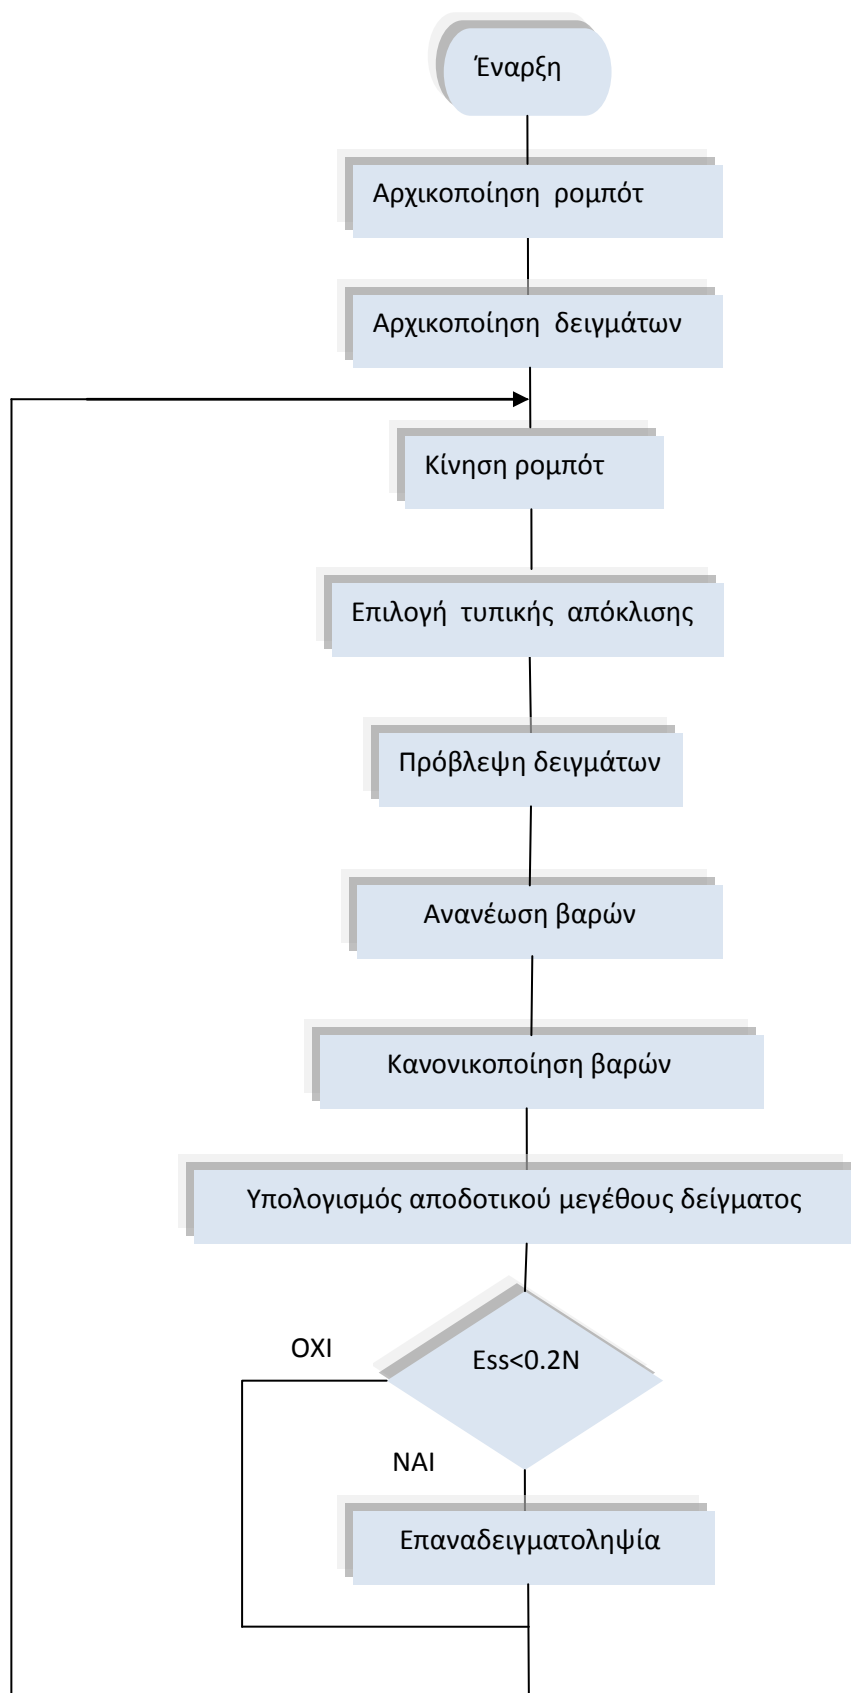 Έναρξη
Αρχικοποίηση ρομπότ
Αρχικοποίηση δειγμάτων
Κίνηση ρομπότ
Επιλογή τυπικής απόκλισης
Πρόβλεψη δειγμάτων
Ανανέωση βαρών
Κανονικοποίηση βαρών
Υπολογισμός αποδοτικού μεγέθους δείγματος
ΟΧΙ
Ess<0.2N
ΝΑΙ
Επαναδειγματοληψία